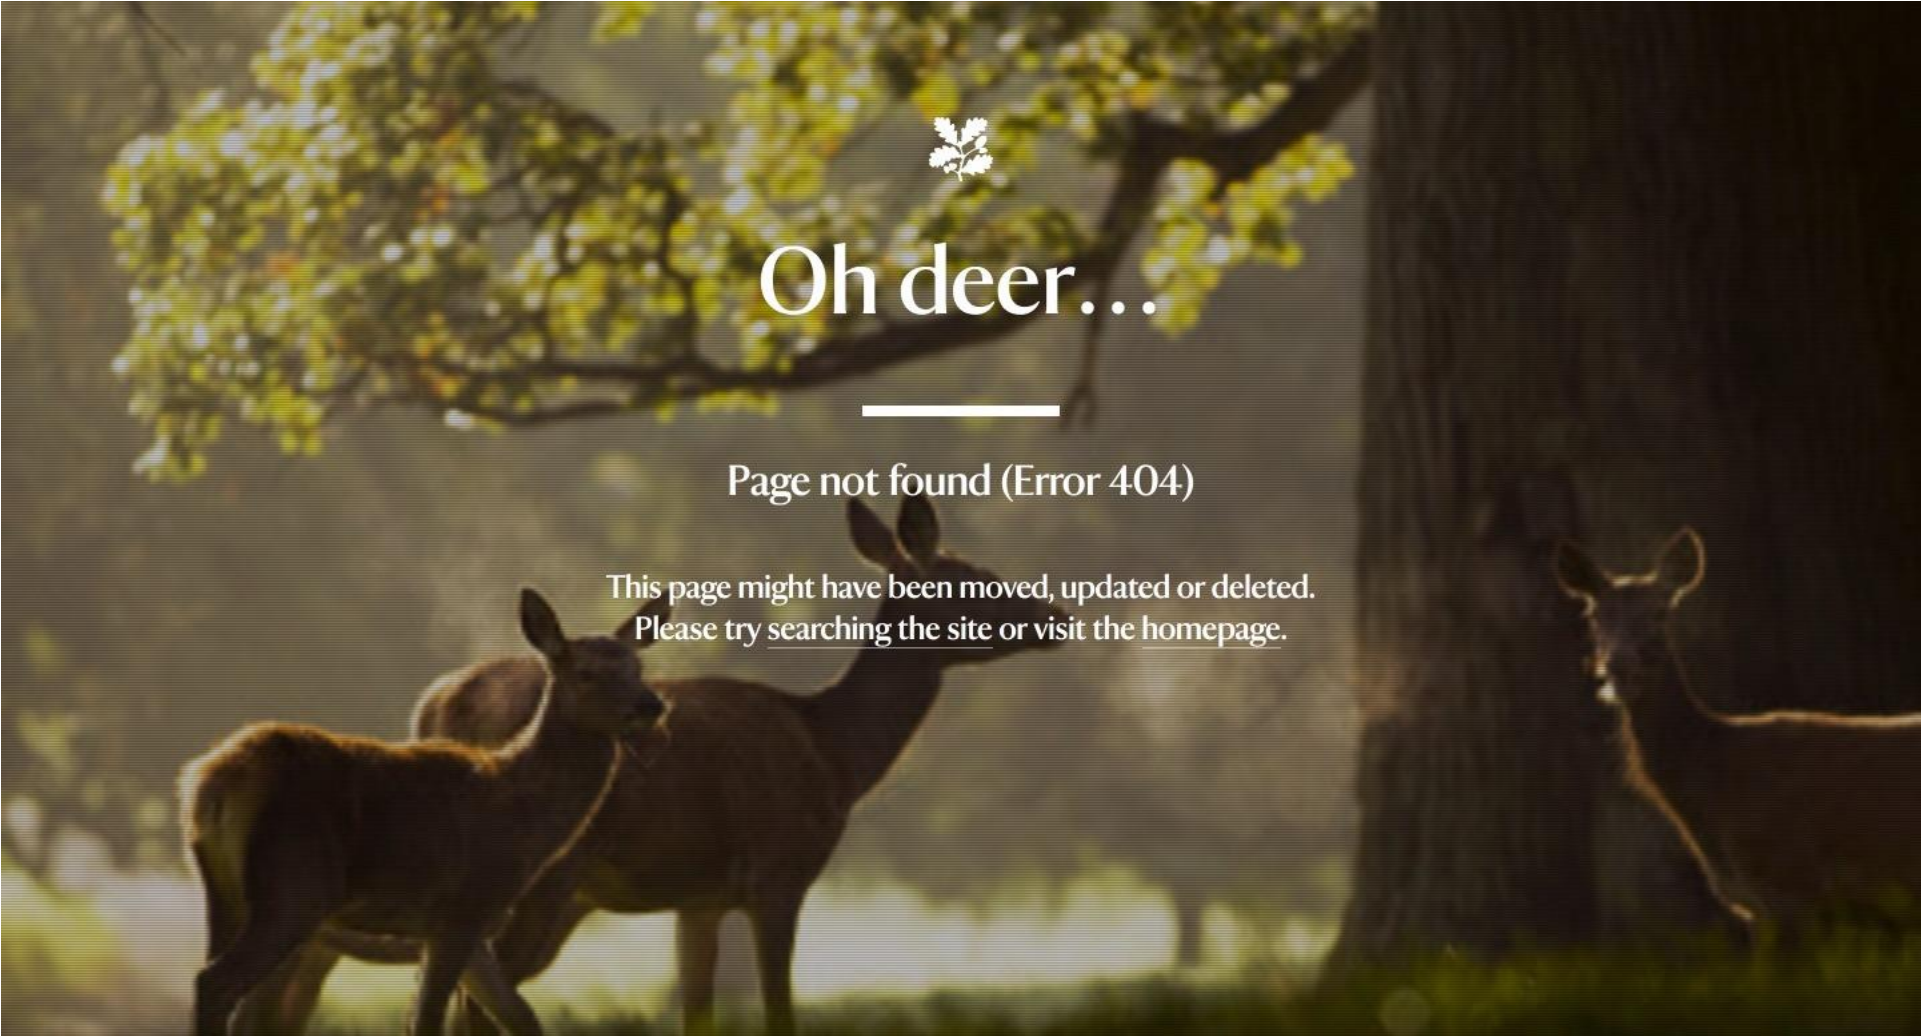 Oh deer...
Page not found (Error 404)
This page might have been moved, updated or deleted.
Please try searching the site or visit the homepage.